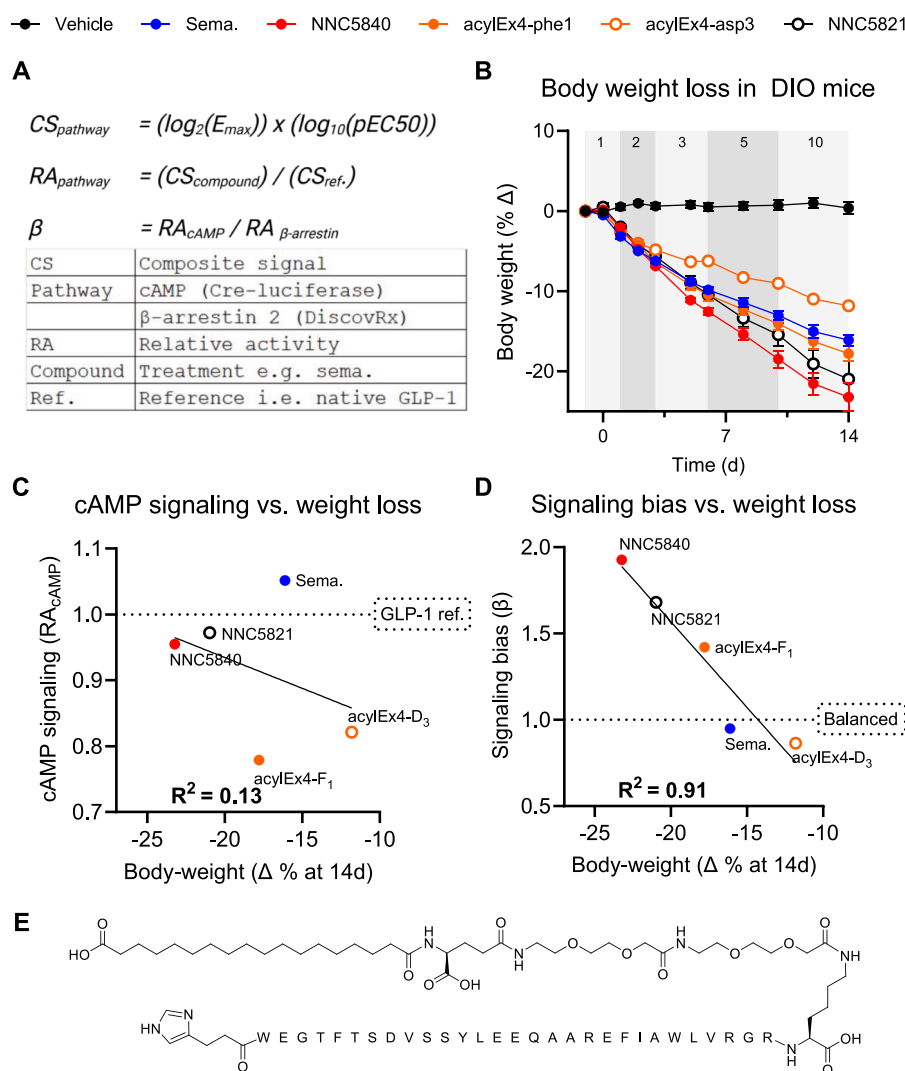 Vehicle Sema. NNC5840 acylEx4-phe1 acylEx4-asp3 NNC5821
A
CSpathway = (log2(Emax)) x (log10(pEC50))
RApathway = (CScompound) / (CSref.)
β = RAcAMP / RA β-arrestin
CS Composite signal
Pathway cAMP (Cre-luciferase)
β-arrestin 2 (DiscovRx)
RA Relative activity
Compound Treatment e.g. sema.
Ref. Reference i.e. native GLP-1
B
Body weight loss in DIO mice
1 2 3 5 10
10
0
-10
-20
Body weight (% Δ)
0 7 14
Time (d)
C
cAMP signaling vs. weight loss
1.1
1.0
0.9
0.8
0.7
cAMP signaling (RAcAMP)
Sema.
GLP-1 ref.
NNC5821
NNC5840
acylEx4-D3
acylEx4-F1
R2 = 0.13
-25 -20 -15 -10
Body-weight (Δ % at 14d)
D
Signaling bias vs. weight loss
2.0
1.5
1.0
0.5
Signaling bias (β)
NNC5840
NNC5821
acylEx4-F1
Balanced
Sema.
acylEx4-D3
R2 = 0.91
-25 -20 -15 -10
Body-weight (Δ % at 14d)
E
O O H N O O O H N O O O
HO N H O O O N H O O NH
O OH
N
HN W E G T F T S D V S S Y L E E Q A A R E F I A W L V R G R N H OH
O O